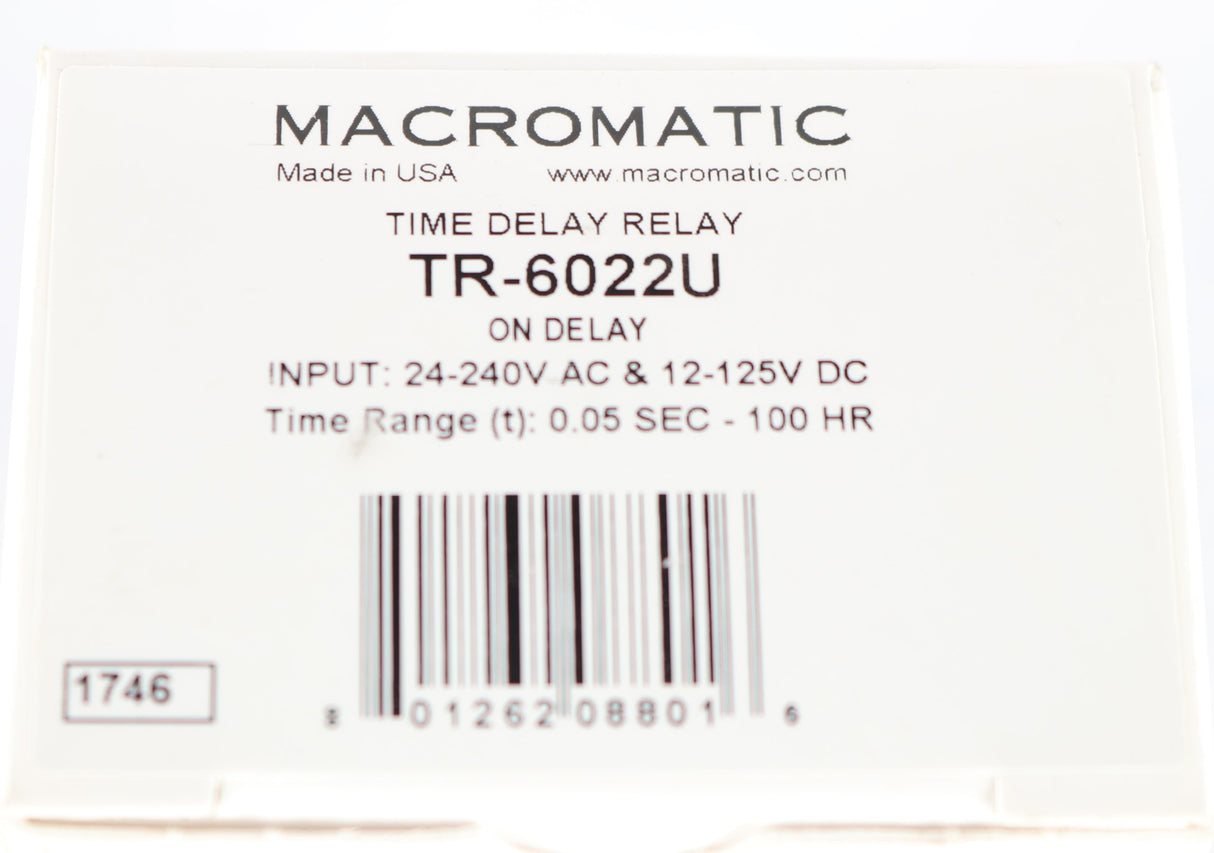 MACROMATIC
Made in USA www.macromatic.com
TIME DELAY RELAY
TR-6022U
ON DELAY
INPUT: 24-240V AC & 12-125V DC
Time Range (t): 0.05 SEC - 100 HR
1746
8 01262 08801 6